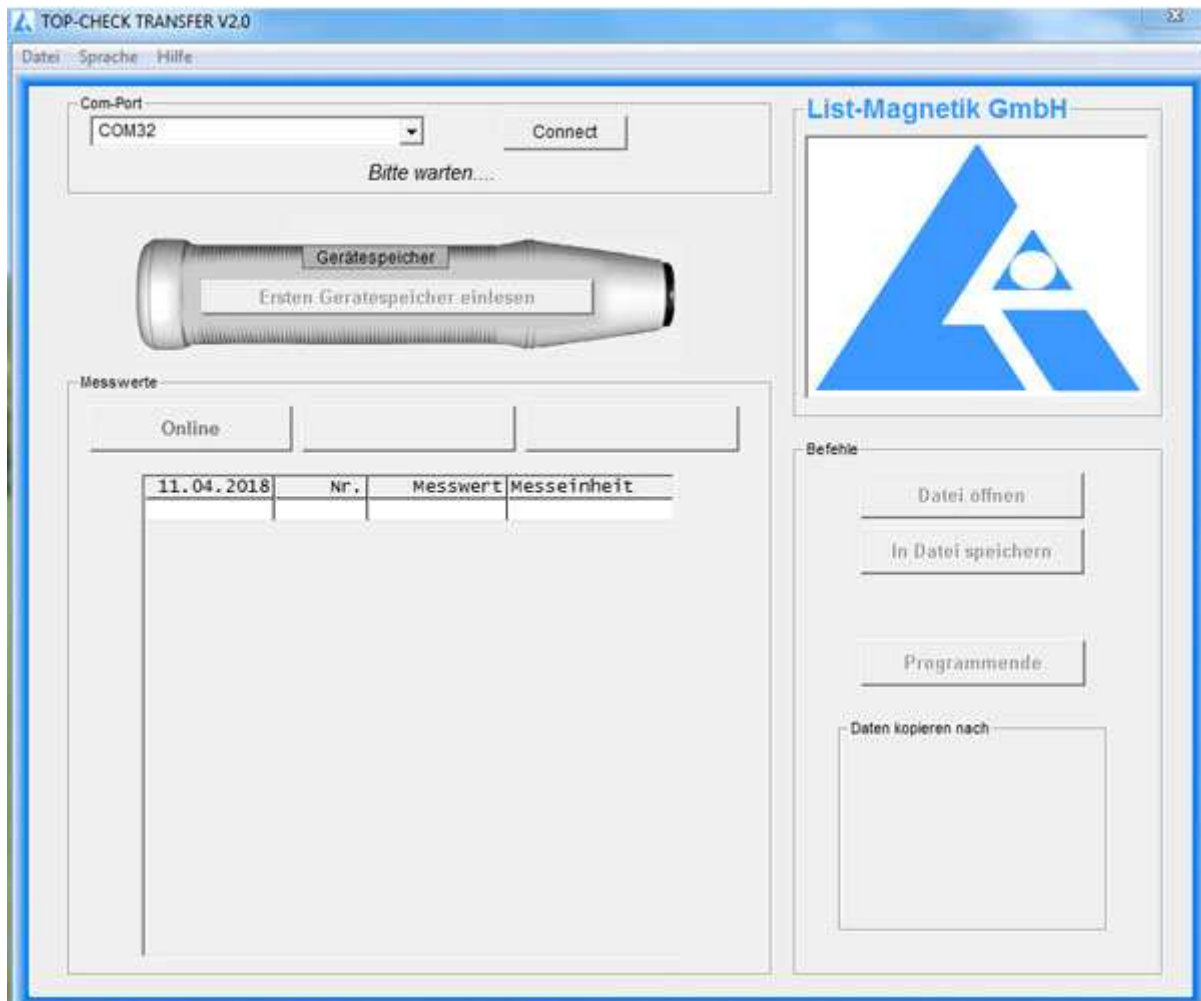 TOP-CHECK TRANSFER V2.0
Datei Sprache Hilfe
Com-Port
COM32
Connect
Bitte warten....
Gerätespeicher
Ersten Gerätespeicher einlesen
Messwerte
Online
11.04.2018 Nr. Messwert Messeinheit
List-Magnetik GmbH
Befehle
Datei öffnen
In Datei speichern
Programmende
Daten kopieren nach